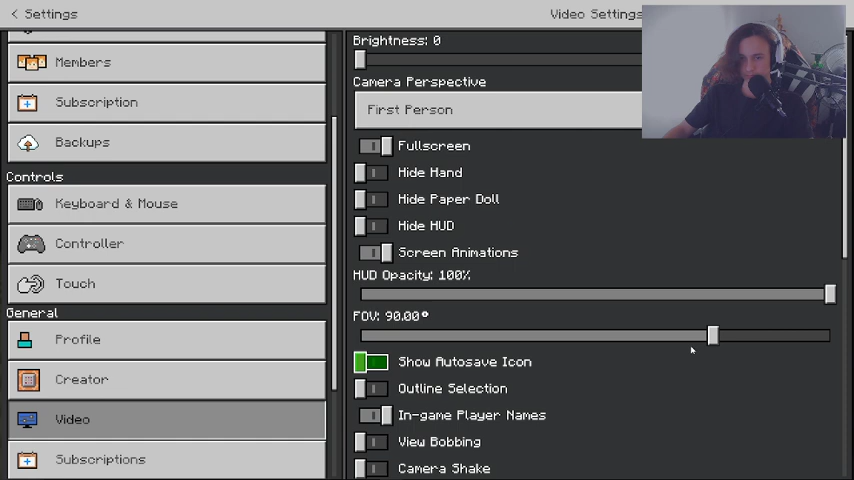 < Settings
Video Settings
Members
Subscription
Backups
Controls
Keyboard & Mouse
Controller
Touch
General
Profile
Creator
Video
Subscriptions
Brightness: 0
Camera Perspective
First Person
Fullscreen
Hide Hand
Hide Paper Doll
Hide HUD
Screen Animations
HUD Opacity: 100%
FOV: 90.00°
Show Autosave Icon
Outline Selection
In-game Player Names
View Bobbing
Camera Shake